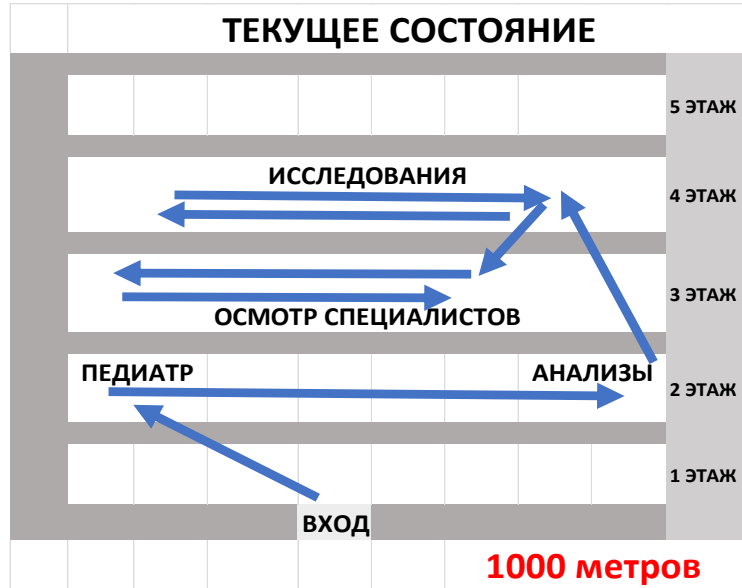 ТЕКУЩЕЕ СОСТОЯНИЕ
5 ЭТАЖ
ИССЛЕДОВАНИЯ
4 ЭТАЖ
3 ЭТАЖ
ОСМОТР СПЕЦИАЛИСТОВ
ПЕДИАТР
АНАЛИЗЫ
2 ЭТАЖ
1 ЭТАЖ
ВХОД
1000 метров